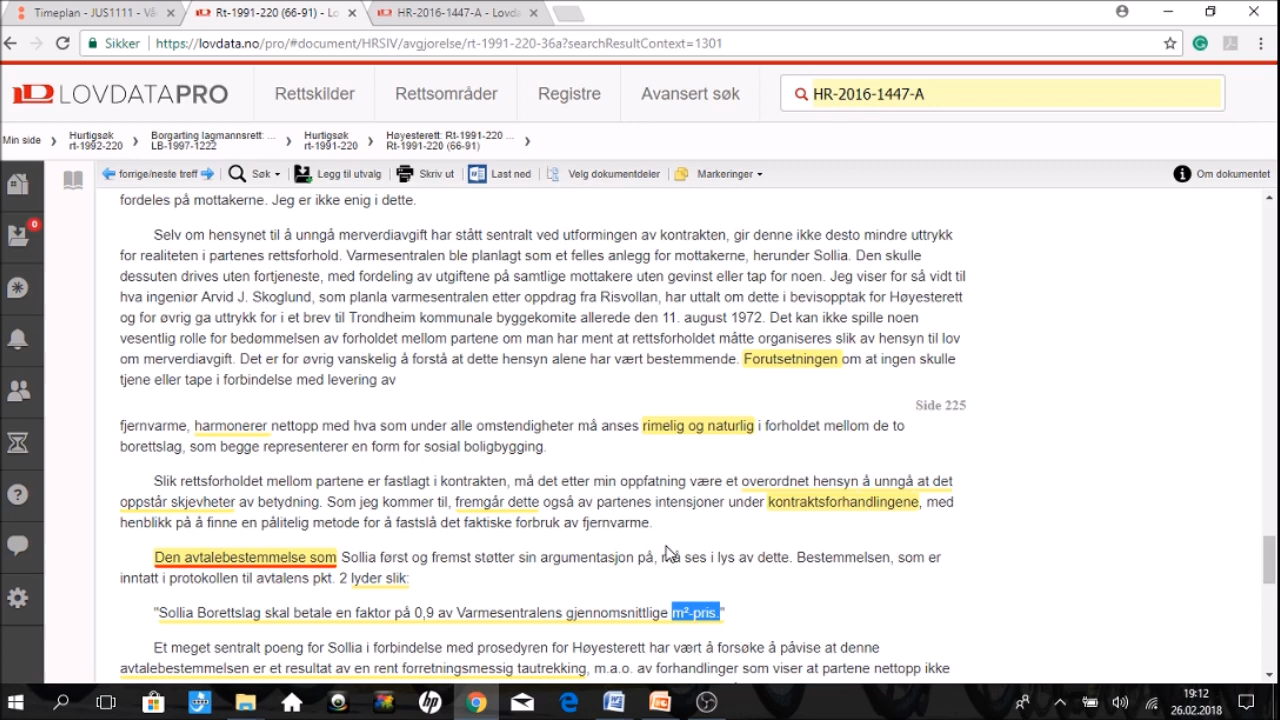 Timeplan - JUS1111 - Vå
Rt-1991-220 (66-91) - Lo
HR-2016-1447-A - Lovda
Sikker
https://lovdata.no/pro/#document/HRSIV/avgjorelse/rt-1991-220-36a?searchResultContext=1301
LOVDATA PRO
Rettskilder
Rettsområder
Registre
Avansert søk
HR-2016-1447-A
Min side
Hurtigsøk
rt-1992-220
Borgarting lagmannsrett: ...
LB-1997-1222
Hurtigsøk
rt-1991-220
Høyesterett: Rt-1991-220 ...
Rt-1991-220 (66-91)
forrige/neste treff
Søk
Legg til utvalg
Skriv ut
Last ned
Velg dokumentdeler
Markeringer
Om dokumentet
0
fordeles på mottakerne. Jeg er ikke enig i dette.
Selv om hensynet til å unngå merverdiavgift har stått sentralt ved utformingen av kontrakten, gir denne ikke desto mindre uttrykk
for realiteten i partenes rettsforhold. Varmesentralen ble planlagt som et felles anlegg for mottakerne, herunder Sollia. Den skulle
dessuten drives uten fortjeneste, med fordeling av utgiftene på samtlige mottakere uten gevinst eller tap for noen. Jeg viser for så vidt til
hva ingeniør Arvid J. Skoglund, som planla varmesentralen etter oppdrag fra Risvollan, har uttalt om dette i bevisopptak for Høyesterett
og for øvrig ga uttrykk for i et brev til Trondheim kommunale byggekomite allerede den 11. august 1972. Det kan ikke spille noen
vesentlig rolle for bedømmelsen av forholdet mellom partene om man har ment at rettsforholdet måtte organiseres slik av hensyn til lov
om merverdiavgift. Det er for øvrig vanskelig å forstå at dette hensyn alene har vært bestemmende. Forutsetningen om at ingen skulle
tjene eller tape i forbindelse med levering av
Side 225
fjernvarme, harmonerer nettopp med hva som under alle omstendigheter må anses rimelig og naturlig i forholdet mellom de to
borettslag, som begge representerer en form for sosial boligbygging.
Slik rettsforholdet mellom partene er fastlagt i kontrakten, må det etter min oppfatning være et overordnet hensyn å unngå at det
oppstår skjevheter av betydning. Som jeg kommer til, fremgår dette også av partenes intensjoner under kontraktsforhandlingene, med
henblikk på å finne en pålitelig metode for å fastslå det faktiske forbruk av fjernvarme.
Den avtalebestemmelse som Sollia først og fremst støtter sin argumentasjon på, må ses i lys av dette. Bestemmelsen, som er
inntatt i protokollen til avtalens pkt. 2 lyder slik:
"Sollia Borettslag skal betale en faktor på 0,9 av Varmesentralens gjennomsnittlige m²-pris."
Et meget sentralt poeng for Sollia i forbindelse med prosedyren for Høyesterett har vært å forsøke å påvise at denne
avtalebestemmelsen er et resultat av en rent forretningsmessig tautrekking, m.a.o. av forhandlinger som viser at partene nettopp ikke
19:12
26.02.2018